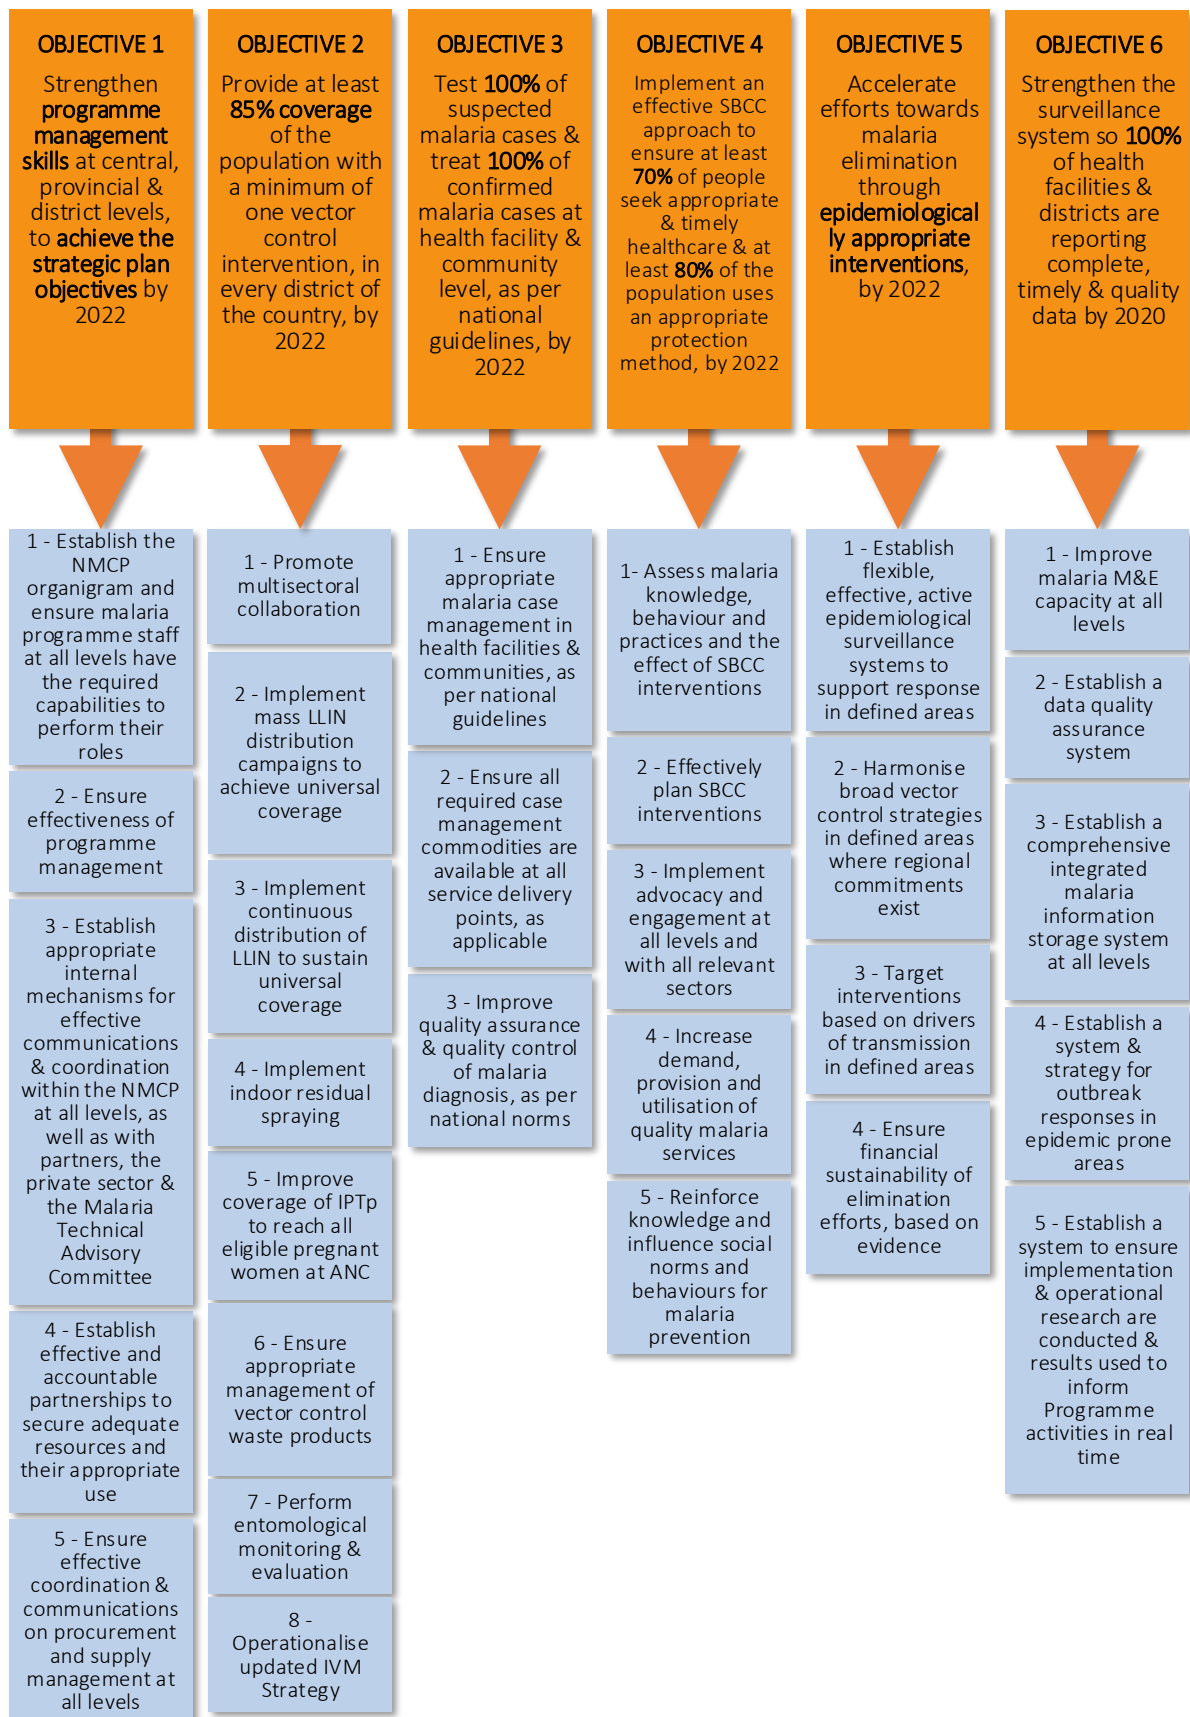 OBJECTIVE 1
Strengthen
programme
management
skills at central,
provincial &
district levels,
to achieve the
strategic plan
objectives by
2022
1 - Establish the
NMCP
organigram and
ensure malaria
programme staff
at all levels have
the required
capabilities to
perform their
roles
2 - Ensure
effectiveness of
programme
management
3 - Establish
appropriate
internal
mechanisms for
effective
communications
& coordination
within the NMCP
at all levels, as
well as with
partners, the
private sector &
the Malaria
Technical
Advisory
Committee
4 - Establish
effective and
accountable
partnerships to
secure adequate
resources and
their appropriate
use
5 - Ensure
effective
coordination &
communications
on procurement
and supply
management at
all levels
OBJECTIVE 2
Provide at least
85% coverage
of the
population with
a minimum of
one vector
control
intervention, in
every district of
the country, by
2022
1 - Promote
multisectoral
collaboration
2 - Implement
mass LLIN
distribution
campaigns to
achieve universal
coverage
3 - Implement
continuous
distribution of
LLIN to sustain
universal
coverage
4 - Implement
indoor residual
spraying
5 - Improve
coverage of IPTp
to reach all
eligible pregnant
women at ANC
6 - Ensure
appropriate
management of
vector control
waste products
7 - Perform
entomological
monitoring &
evaluation
8 -
Operationalise
updated IVM
Strategy
OBJECTIVE 3
Test 100% of
suspected
malaria cases &
treat 100% of
confirmed
malaria cases at
health facility &
community
level, as per
national
guidelines, by
2022
1 - Ensure
appropriate
malaria case
management in
health facilities &
communities, as
per national
guidelines
2 - Ensure all
required case
management
commodities are
available at all
service delivery
points, as
applicable
3 - Improve
quality assurance
& quality control
of malaria
diagnosis, as per
national norms
OBJECTIVE 4
Implement an
effective SBCC
approach to
ensure at least
70% of people
seek appropriate
& timely
healthcare & at
least 80% of the
population uses
an appropriate
protection
method, by 2022
1- Assess malaria
knowledge,
behaviour and
practices and the
effect of SBCC
interventions
2 - Effectively
plan SBCC
interventions
3 - Implement
advocacy and
engagement at
all levels and
with all relevant
sectors
4 - Increase
demand,
provision and
utilisation of
quality malaria
services
5 - Reinforce
knowledge and
influence social
norms and
behaviours for
malaria
prevention
OBJECTIVE 5
Accelerate
efforts towards
malaria
elimination
through
epidemiological
ly appropriate
interventions,
by 2022
1 - Establish
flexible,
effective, active
epidemiological
surveillance
systems to
support response
in defined areas
2 - Harmonise
broad vector
control strategies
in defined areas
where regional
commitments
exist
3 - Target
interventions
based on drivers
of transmission
in defined areas
4 - Ensure
financial
sustainability of
elimination
efforts, based on
evidence
OBJECTIVE 6
Strengthen the
surveillance
system so 100%
of health
facilities &
districts are
reporting
complete,
timely & quality
data by 2020
1 - Improve
malaria M&E
capacity at all
levels
2 - Establish a
data quality
assurance
system
3 - Establish a
comprehensive
integrated
malaria
information
storage system
at all levels
4 - Establish a
system &
strategy for
outbreak
responses in
epidemic prone
areas
5 - Establish a
system to ensure
implementation
& operational
research are
conducted &
results used to
inform
Programme
activities in real
time